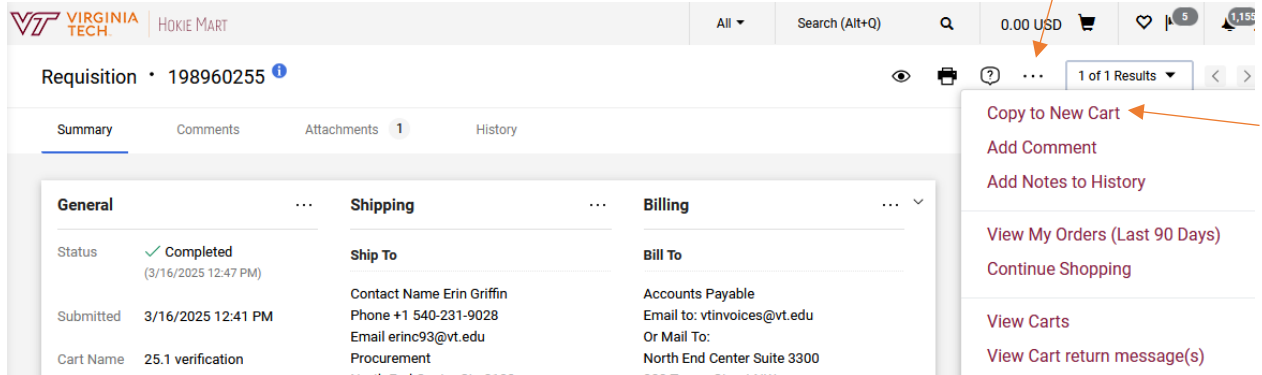 VIRGINIA TECH. HOKIE MART All Search (Alt+Q) 0.00 USD 5 1,155
Requisition • 198960255 1 of 1 Results
Summary Comments Attachments 1 History
Copy to New Cart
Add Comment
Add Notes to History
View My Orders (Last 90 Days)
Continue Shopping
View Carts
View Cart return message(s)
General ...
Status Completed
(3/16/2025 12:47 PM)
Submitted 3/16/2025 12:41 PM
Cart Name 25.1 verification
Shipping ...
Ship To
Contact Name Erin Griffin
Phone +1 540-231-9028
Email erinc93@vt.edu
Procurement
Billing ...
Bill To
Accounts Payable
Email to: vtinvoices@vt.edu
Or Mail To:
North End Center Suite 3300